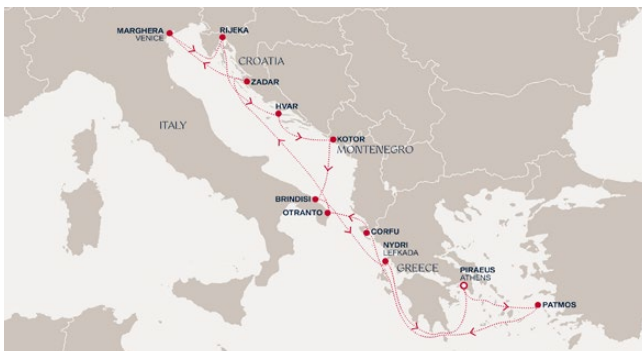 MARGHERA
VENICE
RIJEKA
CROATIA
ZADAR
HVAR
ITALY
KOTOR
MONTENEGRO
BRINDISI
OTRANTO
CORFU
NYDRI
LEFKADA
GREECE
PIRAEUS
ATHENS
PATMOS